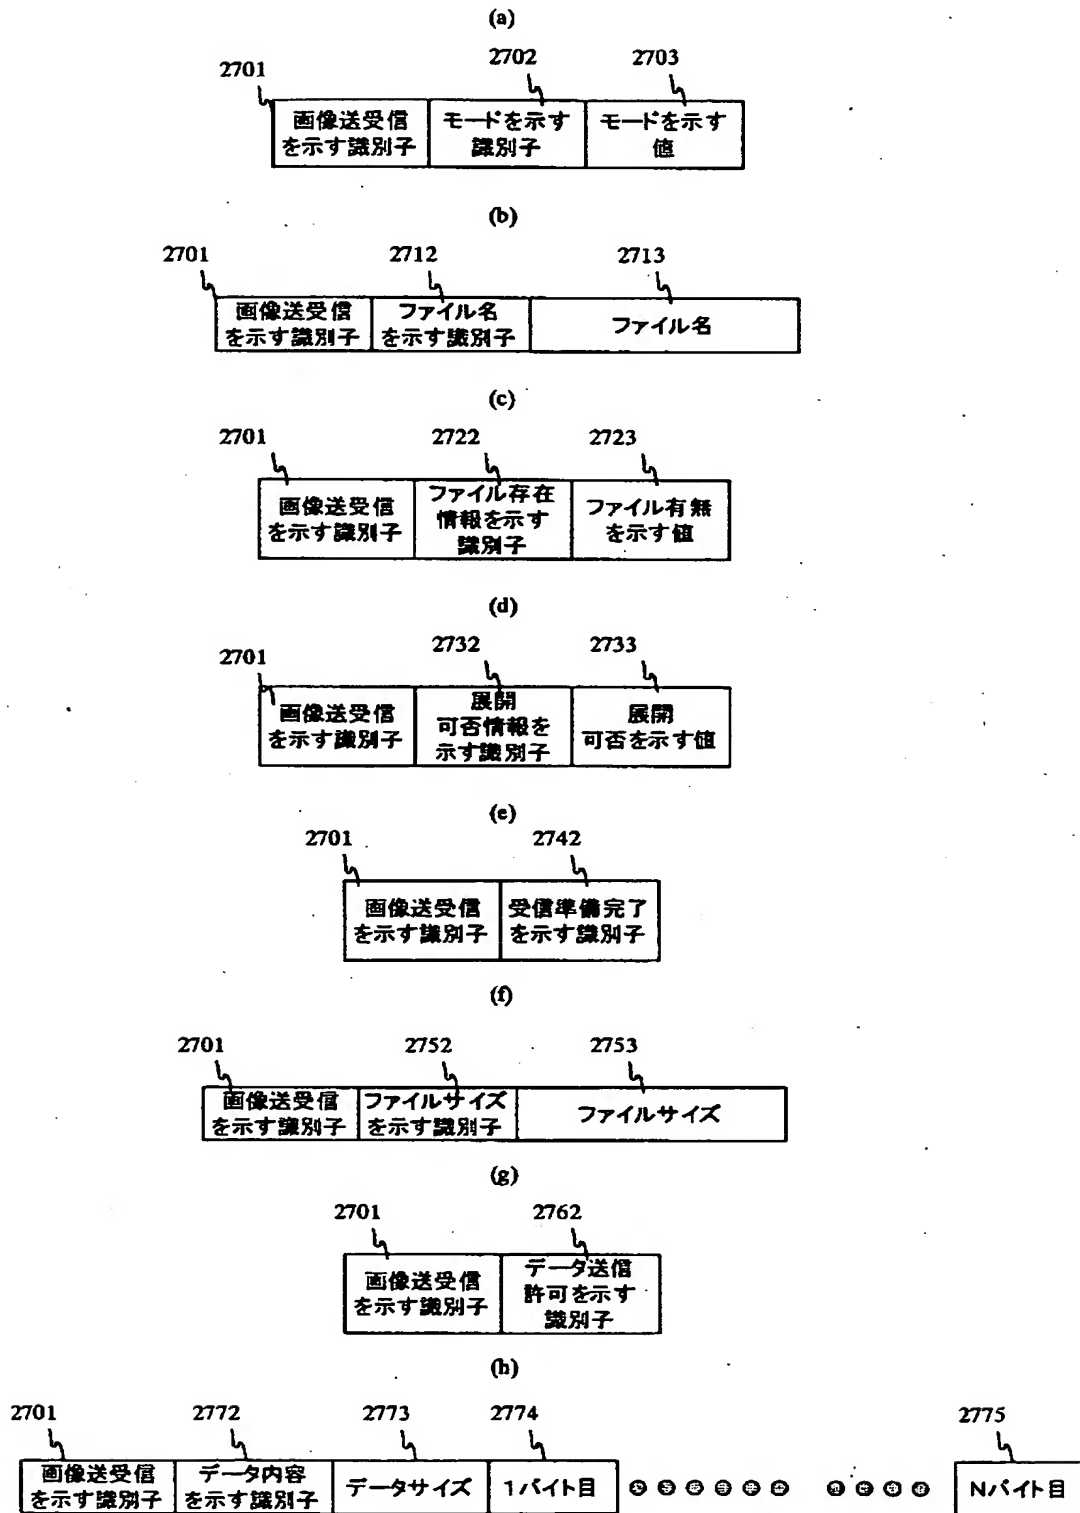 (a)
2701 2702 2703
画像送受信 モードを示す モードを示す
を示す識別子 識別子 値
(b)
2701 2712 2713
画像送受信 ファイル名 ファイル名
を示す識別子 を示す識別子
(c)
2701 2722 2723
画像送受信 ファイル存在 ファイル有無
を示す識別子 情報を示す を示す値
識別子
(d)
2701 2732 2733
画像送受信 展開 展開
を示す識別子 可否情報を 可否を示す値
示す識別子
(e)
2701 2742
画像送受信 受信準備完了
を示す識別子 を示す識別子
(f)
2701 2752 2753
画像送受信 ファイルサイズ ファイルサイズ
を示す識別子 を示す識別子
(g)
2701 2762
画像送受信 データ送信
を示す識別子 許可を示す
識別子
(h)
2701 2772 2773 2774 2775
画像送受信 データ内容 データサイズ 1バイト目 Nバイト目
を示す識別子 を示す識別子